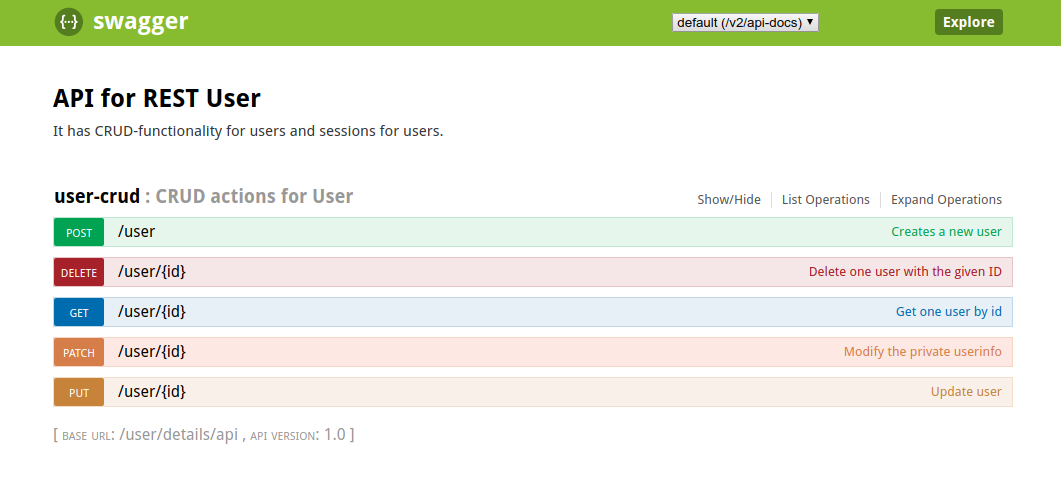 {··} swagger default (/v2/api-docs) Explore
API for REST User
It has CRUD-functionality for users and sessions for users.
user-crud : CRUD actions for User Show/Hide List Operations Expand Operations
POST /user Creates a new user
DELETE /user/{id} Delete one user with the given ID
GET /user/{id} Get one user by id
PATCH /user/{id} Modify the private userinfo
PUT /user/{id} Update user
[ BASE URL: /user/details/api , API VERSION: 1.0 ]